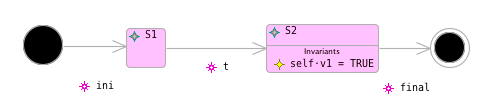 S1
S2
Invariants
self·v1 = TRUE
ini
t
final